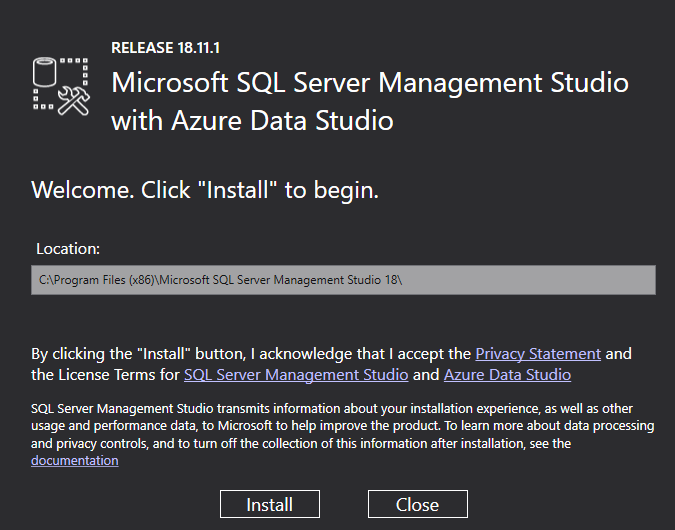 RELEASE 18.11.1
Microsoft SQL Server Management Studio
with Azure Data Studio
Welcome. Click "Install" to begin.
Location:
C:\Program Files (x86)\Microsoft SQL Server Management Studio 18\
By clicking the "Install" button, I acknowledge that I accept the Privacy Statement and
the License Terms for SQL Server Management Studio and Azure Data Studio
SQL Server Management Studio transmits information about your installation experience, as well as other
usage and performance data, to Microsoft to help improve the product. To learn more about data processing
and privacy controls, and to turn off the collection of this information after installation, see the
documentation
Install
Close